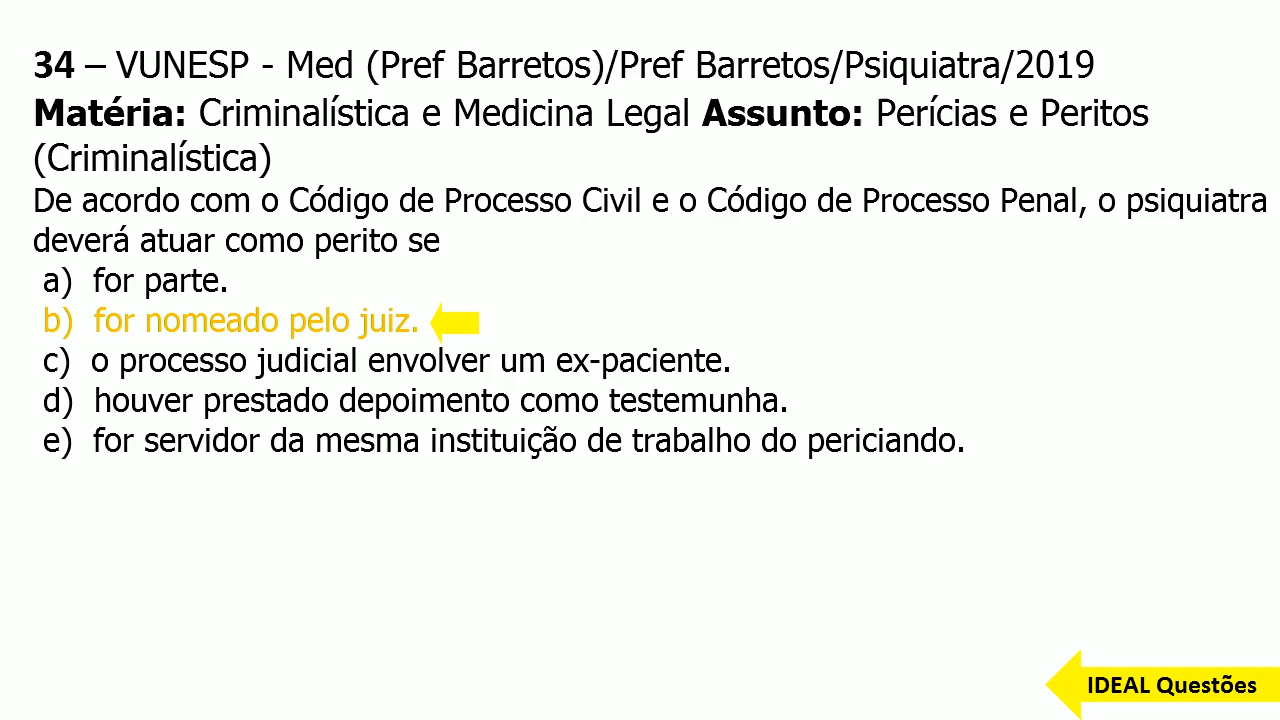 34 – VUNESP - Med (Pref Barretos)/Pref Barretos/Psiquiatra/2019
Matéria: Criminalística e Medicina Legal Assunto: Perícias e Peritos
(Criminalística)
De acordo com o Código de Processo Civil e o Código de Processo Penal, o psiquiatra
deverá atuar como perito se
a) for parte.
b) for nomeado pelo juiz.
c) o processo judicial envolver um ex-paciente.
d) houver prestado depoimento como testemunha.
e) for servidor da mesma instituição de trabalho do periciando.
IDEAL Questões